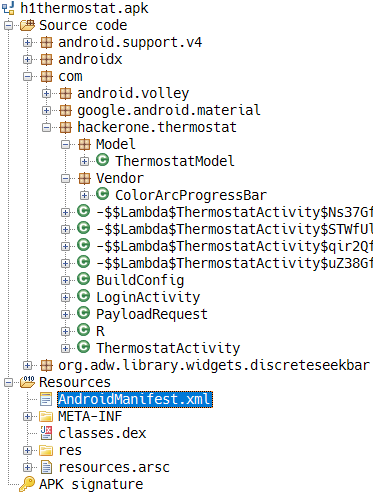 h1thermostat.apk
Source code
android.support.v4
androidx
com
android.volley
google.android.material
hackerone.thermostat
Model
ThermostatModel
Vendor
ColorArcProgressBar
-$$Lambda$ThermostatActivity$Ns37Gf
-$$Lambda$ThermostatActivity$STWfUl
-$$Lambda$ThermostatActivity$qir2Qf
-$$Lambda$ThermostatActivity$uZ38Gf
BuildConfig
LoginActivity
PayloadRequest
R
ThermostatActivity
org.adw.library.widgets.discreteseekbar
Resources
AndroidManifest.xml
META-INF
classes.dex
res
resources.arsc
APK signature